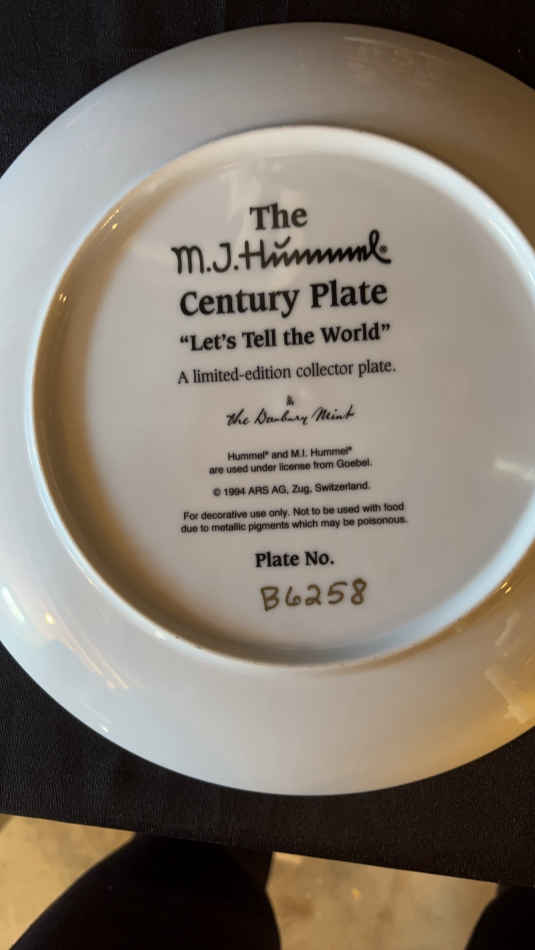 The
M.J.Hummel®
Century Plate
“Let's Tell the World”
A limited-edition collector plate.
the Danbury Mint
Hummel® and M.I. Hummel®
are used under license from Goebel.
© 1994 ARS AG, Zug, Switzerland.
For decorative use only. Not to be used with food
due to metallic pigments which may be poisonous.
Plate No.
B6258